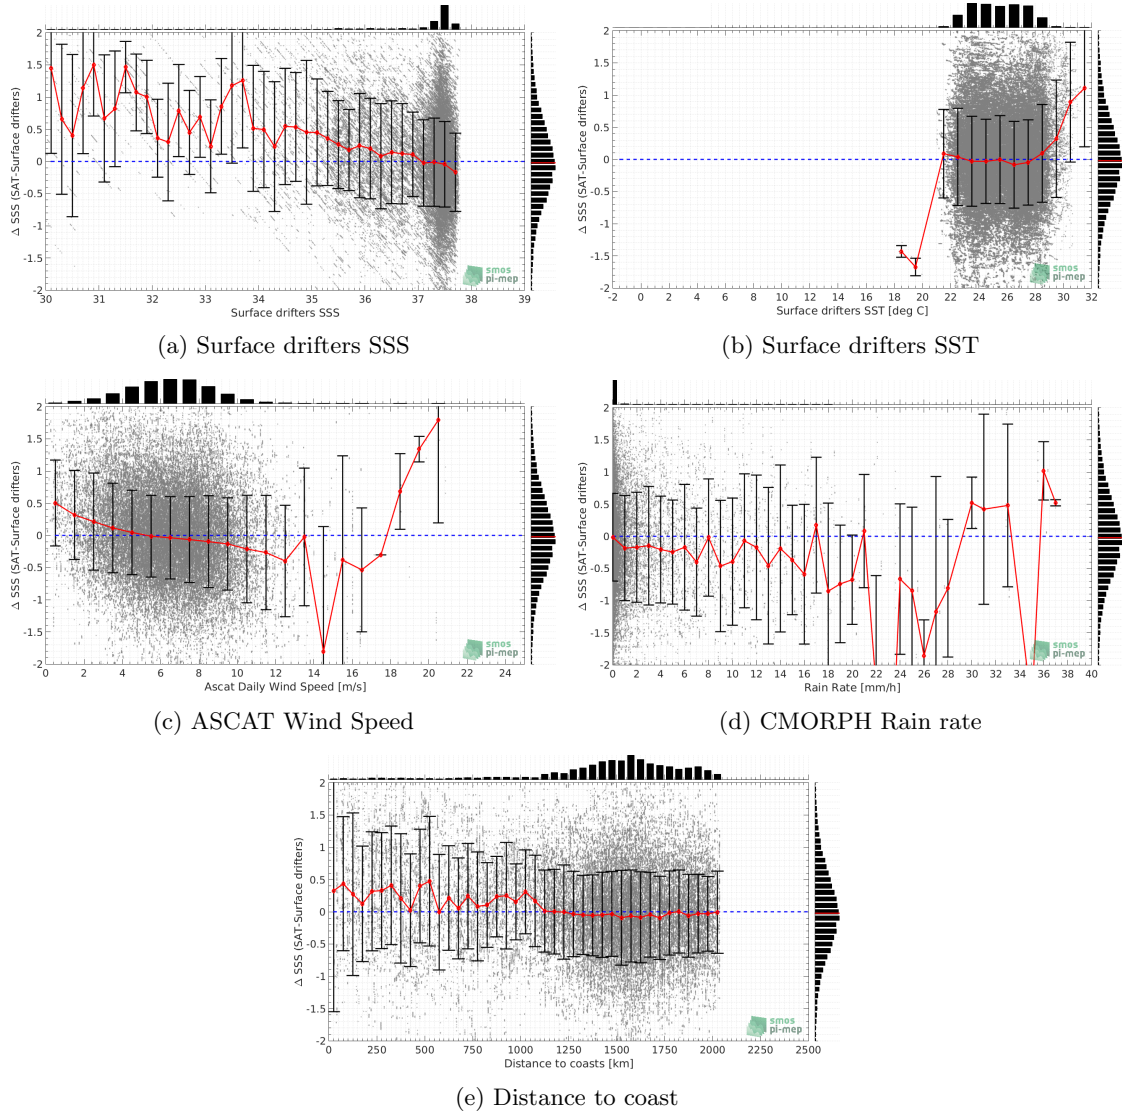 2
1.5
1
0.5
0
-0.5
-1
-1.5
-2
Δ SSS (SAT-Surface drifters)
30 31 32 33 34 35 36 37 38 39
Surface drifters SSS
smos
pi-mep
(a) Surface drifters SSS
2
1.5
1
0.5
0
-0.5
-1
-1.5
-2
Δ SSS (SAT-Surface drifters)
-2 0 2 4 6 8 10 12 14 16 18 20 22 24 26 28 30 32
Surface drifters SST [deg C]
smos
pi-mep
(b) Surface drifters SST
2
1.5
1
0.5
0
-0.5
-1
-1.5
-2
Δ SSS (SAT-Surface drifters)
0 2 4 6 8 10 12 14 16 18 20 22 24
Ascat Daily Wind Speed [m/s]
smos
pi-mep
(c) ASCAT Wind Speed
2
1.5
1
0.5
0
-0.5
-1
-1.5
-2
Δ SSS (SAT-Surface drifters)
0 2 4 6 8 10 12 14 16 18 20 22 24 26 28 30 32 34 36 38 40
Rain Rate [mm/h]
smos
pi-mep
(d) CMORPH Rain rate
2
1.5
1
0.5
0
-0.5
-1
-1.5
-2
Δ SSS (SAT-Surface drifters)
0 250 500 750 1000 1250 1500 1750 2000 2250 2500
Distance to coasts [km]
smos
pi-mep
(e) Distance to coast